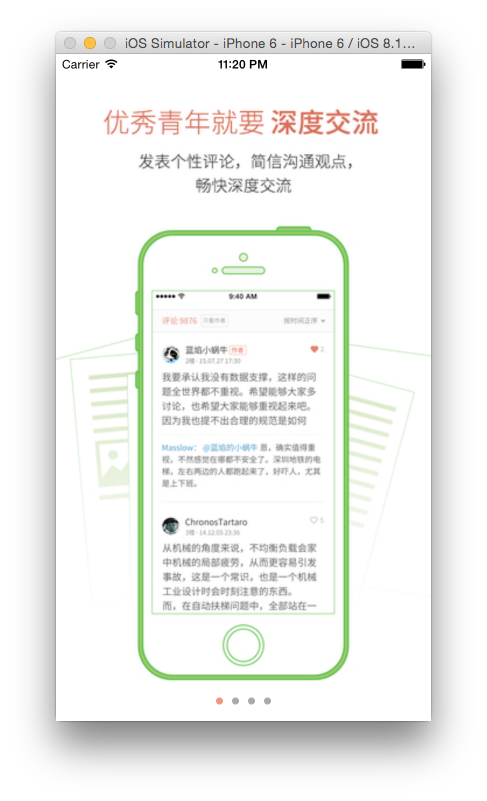 iOS Simulator - iPhone 6 - iPhone 6 / iOS 8.1...
Carrier 11:20 PM
优秀青年就要 深度交流
发表个性评论，简信沟通观点，
畅快深度交流
9:40 AM
评论 9876 只看作者 按时间正序
蓝焰小蜗牛 作者 2
2楼 · 15.07.27 17:30
我要承认我没有数据支撑，这样的问
题全世界都不重视。希望能够大家多
讨论，也希望大家能够重视起来吧。
因为我也提不出合理的规范是如何
Masslow： @蓝焰的小蜗牛 恩，确实值得重
视，不然感觉在哪都不安全了。深圳地铁的电
梯，左右两边的人都跑起来了，好吓人，尤其
是上下班。
ChronosTartaro 5
3楼 · 14.12.05 23:36
从机械的角度来说，不均衡负载会家
中机械的局部疲劳，从而更容易引发
事故，这是一个常识，也是一个机械
工业设计时会时刻注意的东西。
而，在自动扶梯问题中，全部站在一